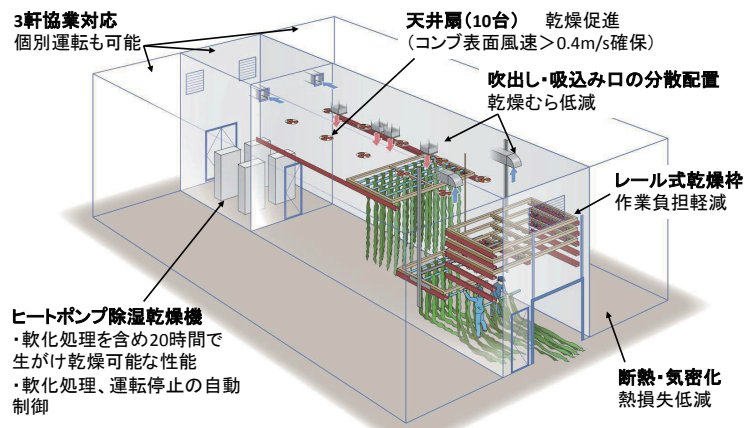 3軒協業対応
個別運転も可能
天井扇(10台)　乾燥促進
(コンブ表面風速>0.4m/s確保)
吹出し・吸込み口の分散配置
乾燥むら低減
レール式乾燥枠
作業負担軽減
ヒートポンプ除湿乾燥機
・軟化処理を含め20時間で
生がけ乾燥可能な性能
・軟化処理、運転停止の自動
制御
断熱・気密化
熱損失低減